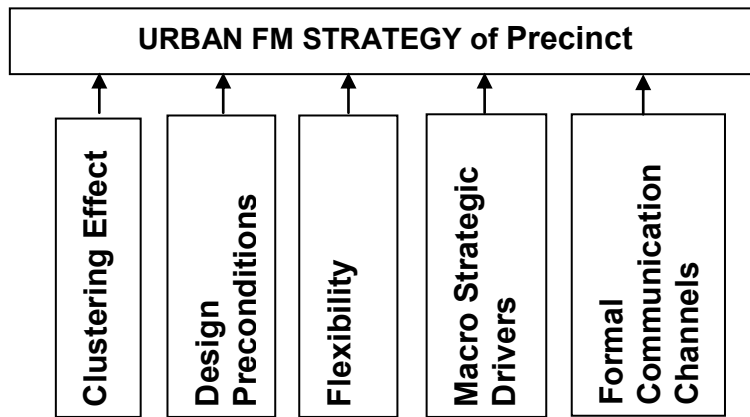 URBAN FM STRATEGY of Precinct
Clustering Effect
Design
Preconditions
Flexibility
Macro Strategic
Drivers
Formal
Communication
Channels